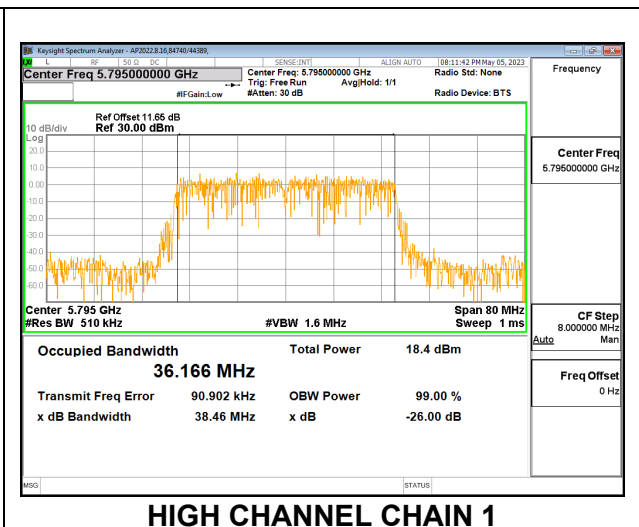 Keysight Spectrum Analyzer - AP2022.8.16,84740/44389,
LXI L RF 50 Ω DC SENSE:INT ALIGN AUTO 08:11:42 PM May 05, 2023
Center Freq 5.795000000 GHz
Center Freq: 5.795000000 GHz
Radio Std: None
Trig: Free Run Avg|Hold: 1/1
#IFGain:Low #Atten: 30 dB Radio Device: BTS
Frequency
Ref Offset 11.65 dB
10 dB/div Ref 30.00 dBm
Log
20.0
10.0
0.00
-10.0
-20.0
-30.0
-40.0
-50.0
-60.0
Center 5.795 GHz Span 80 MHz
#Res BW 510 kHz #VBW 1.6 MHz Sweep 1 ms
Center Freq
5.795000000 GHz
CF Step
8.000000 MHz
Auto Man
Freq Offset
0 Hz
Occupied Bandwidth Total Power 18.4 dBm
36.166 MHz
Transmit Freq Error 90.902 kHz OBW Power 99.00 %
x dB Bandwidth 38.46 MHz x dB -26.00 dB
MSG STATUS
HIGH CHANNEL CHAIN 1